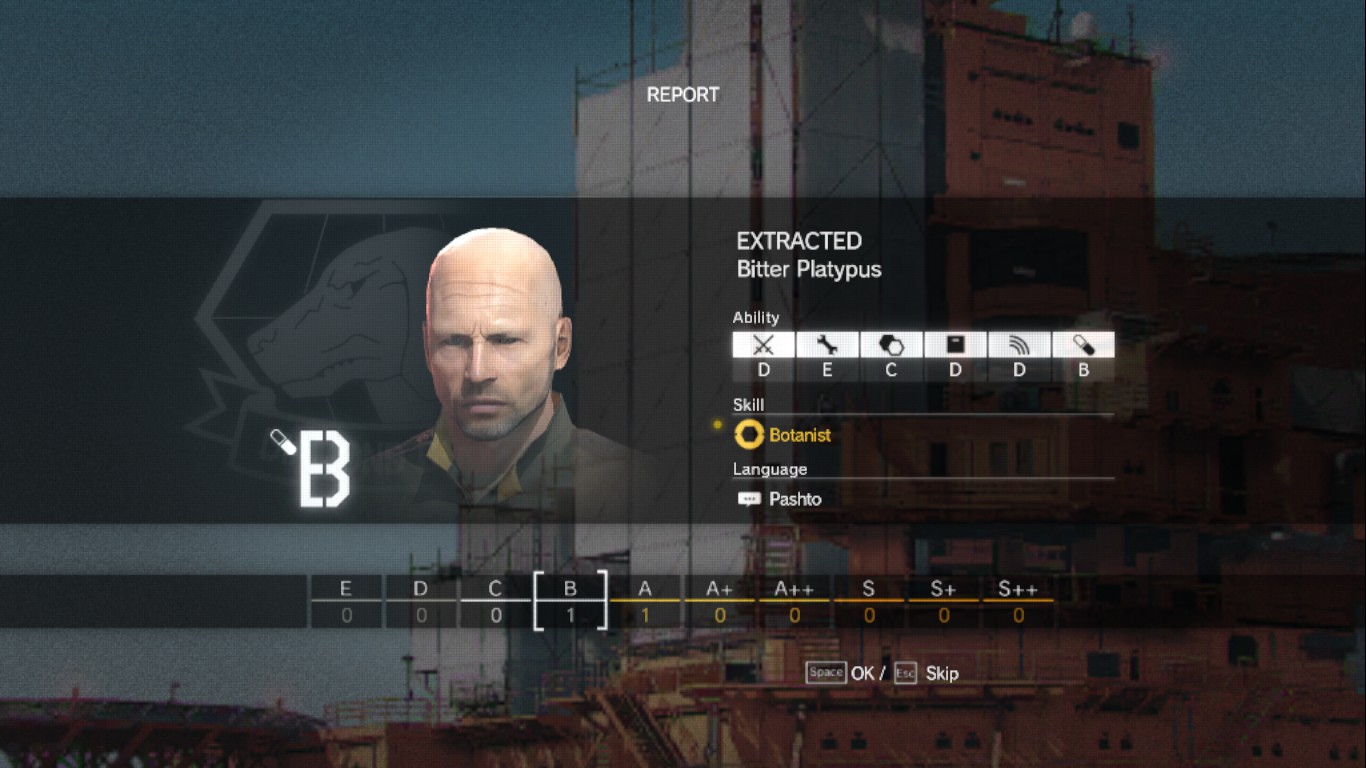 REPORT
EXTRACTED
Bitter Platypus
Ability
D E C D D B
Skill
Botanist
Language
Pashto
B
E D C B A A+ A++ S S+ S++
0 0 0 1 1 0 0 0 0 0
Space OK / Esc Skip